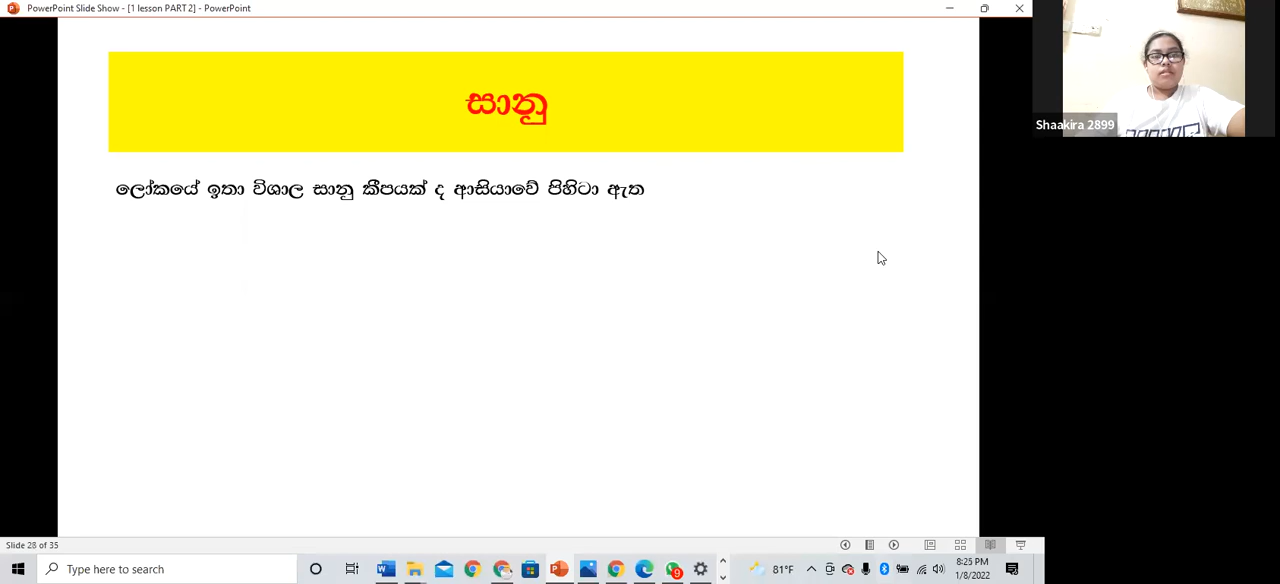 PowerPoint Slide Show - [1 lesson PART 2] - PowerPoint
Shaakira 2899
සානු
ලෝකයේ ඉතා විශාල සානු කීපයක් ද ආසියාවේ පිහිටා ඇත
Slide 28 of 35
Type here to search
9
81°F
8:25 PM
1/8/2022